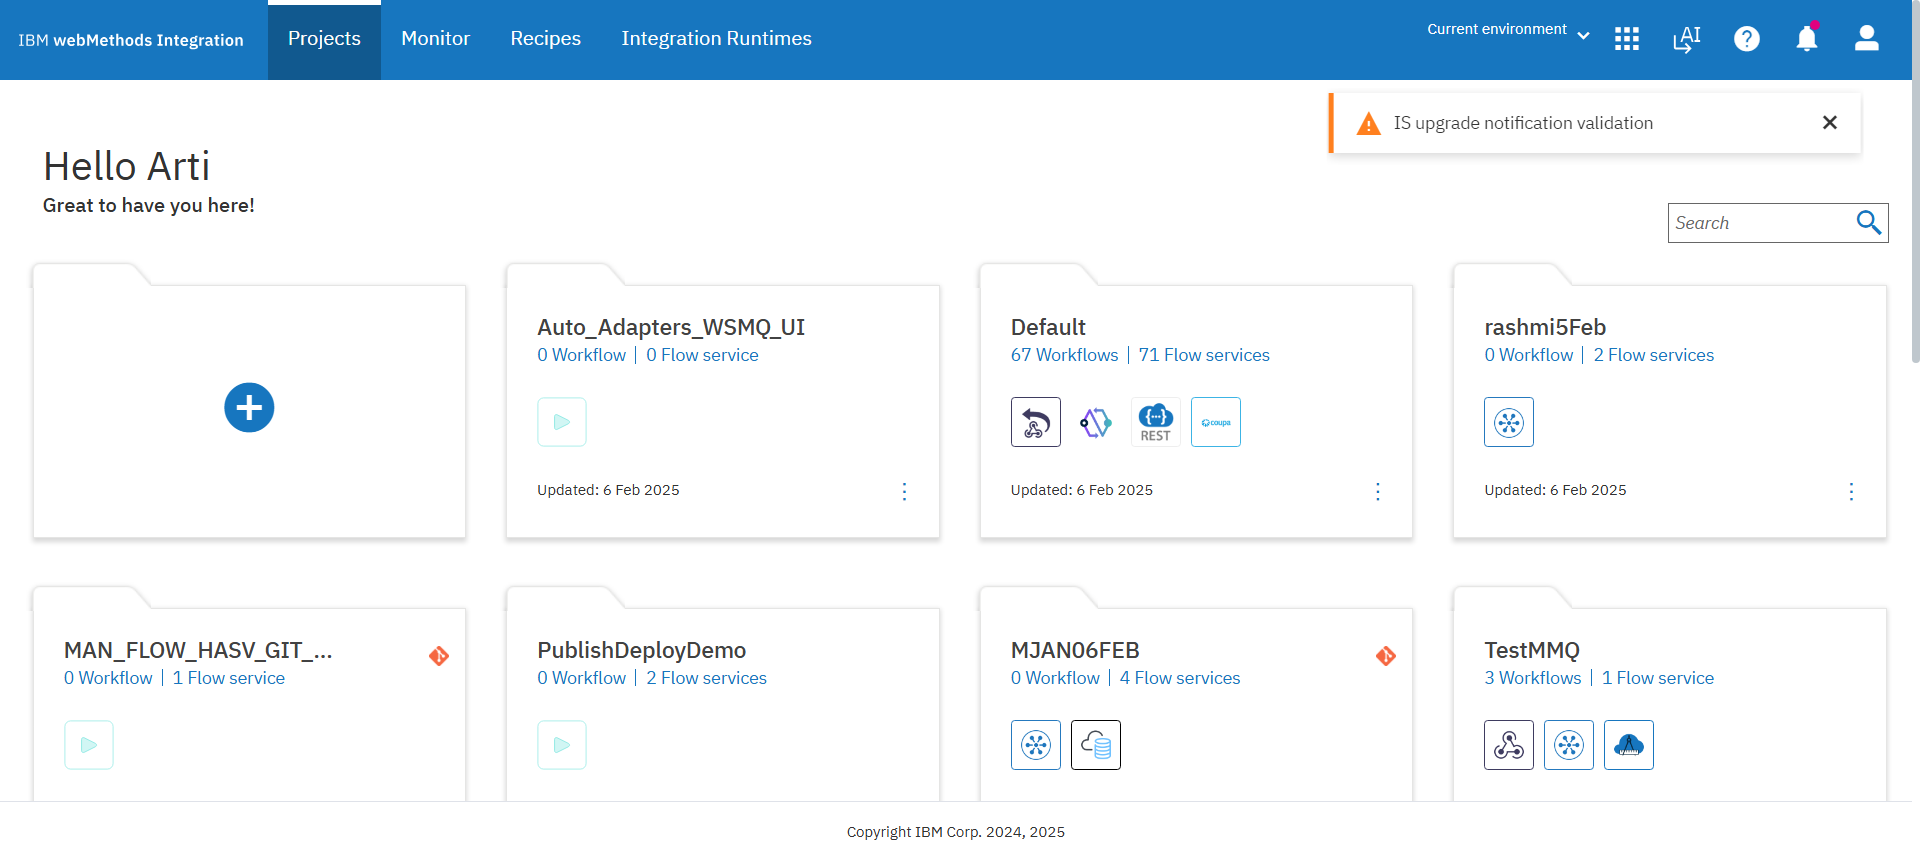 IBM webMethods Integration
Projects
Monitor
Recipes
Integration Runtimes
Current environment
AI
?
IS upgrade notification validation
Hello Arti
Great to have you here!
Search
Auto_Adapters_WSMQ_UI
0 Workflow | 0 Flow service
Updated: 6 Feb 2025
Default
67 Workflows | 71 Flow services
REST
coupa
Updated: 6 Feb 2025
rashmi5Feb
0 Workflow | 2 Flow services
Updated: 6 Feb 2025
MAN_FLOW_HASV_GIT_...
0 Workflow | 1 Flow service
PublishDeployDemo
0 Workflow | 2 Flow services
MJAN06FEB
0 Workflow | 4 Flow services
TestMMQ
3 Workflows | 1 Flow service
Copyright IBM Corp. 2024, 2025